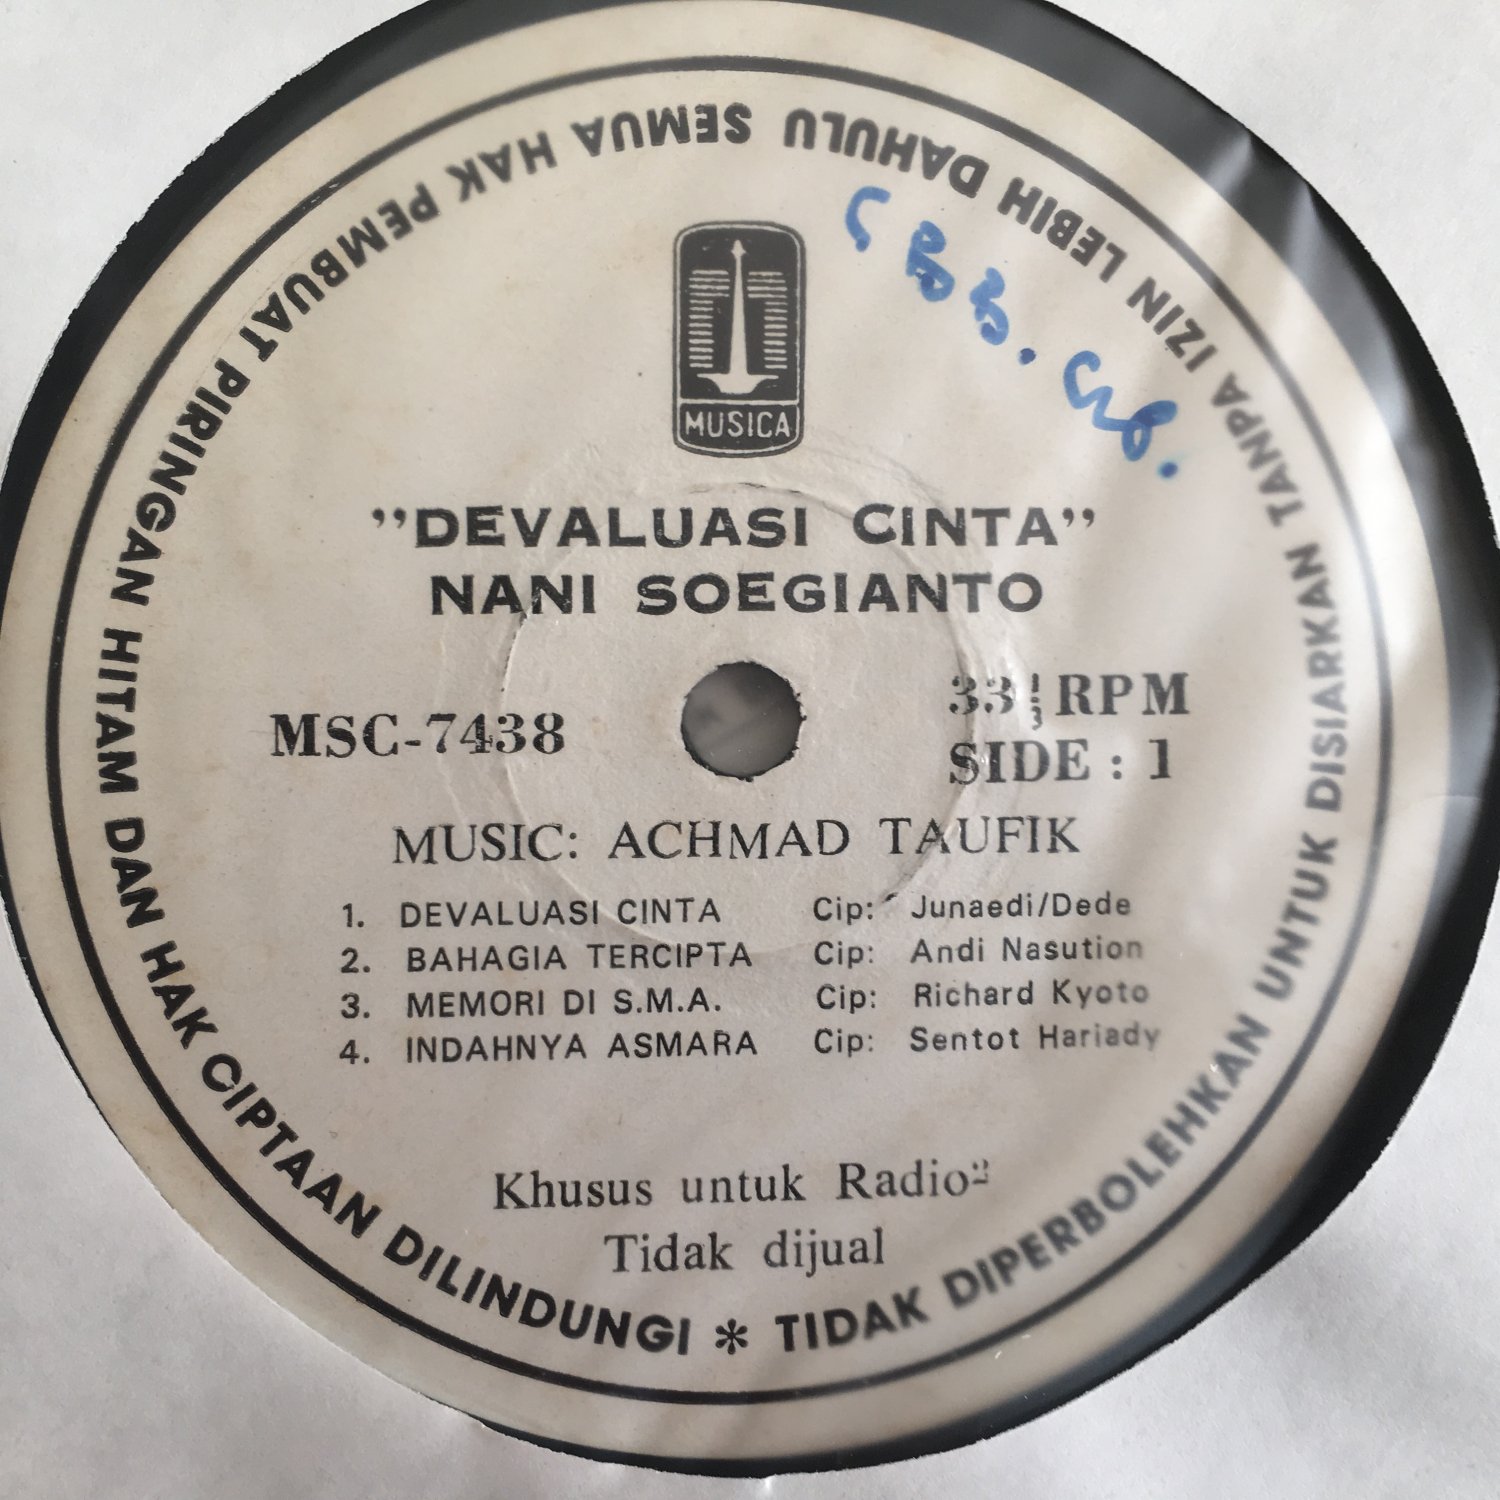 SEMUA HAK PEMBUAT PIRINGAN HITAM DAN HAK CIPTAAN DILINDUNGI * TIDAK DIPERBOLEHKAN UNTUK DISIARKAN TANPA IZIN LEBIH DAHULU
MUSICA
"DEVALUASI CINTA"
NANI SOEGIANTO
MSC-7438
33 1/3 RPM
SIDE : 1
MUSIC: ACHMAD TAUFIK
1. DEVALUASI CINTA Cip: Junaedi/Dede
2. BAHAGIA TERCIPTA Cip: Andi Nasution
3. MEMORI DI S.M.A. Cip: Richard Kyoto
4. INDAHNYA ASMARA Cip: Sentot Hariady
Khusus untuk Radio²
Tidak dijual